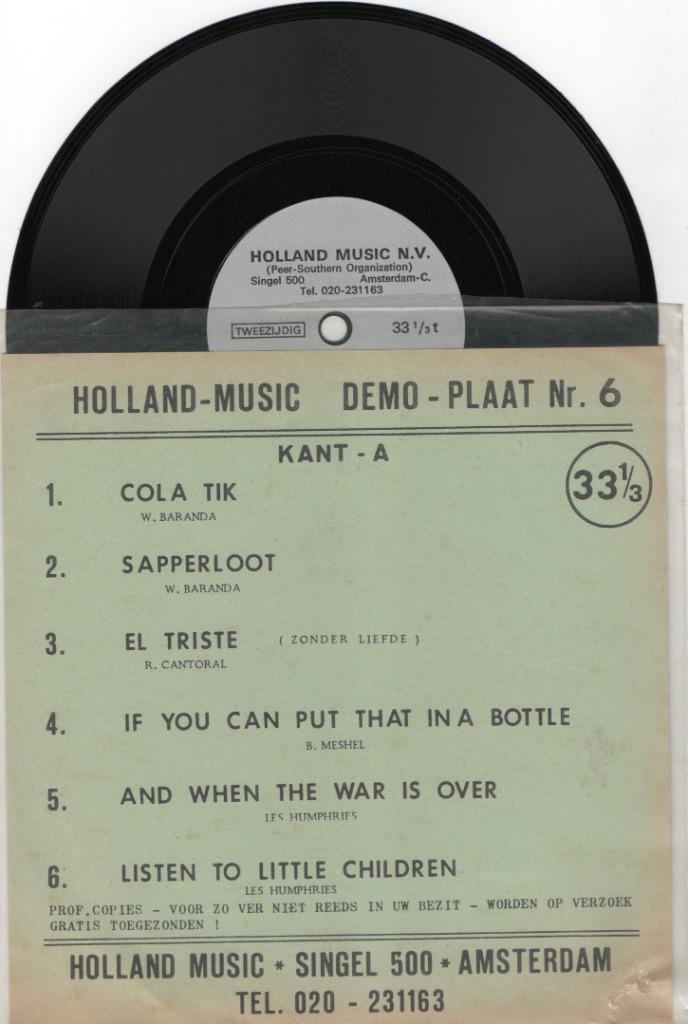 HOLLAND MUSIC N.V.
(Peer-Southern Organization)
Singel 500 Amsterdam-C.
Tel. 020-231163
TWEEZIJDIG 33 1/3 t
HOLLAND-MUSIC DEMO - PLAAT Nr. 6
KANT - A
33⅓
1. COLA TIK
W. BARANDA
2. SAPPERLOOT
W. BARANDA
3. EL TRISTE ( ZONDER LIEFDE )
R. CANTORAL
4. IF YOU CAN PUT THAT IN A BOTTLE
B. MESHEL
5. AND WHEN THE WAR IS OVER
LES HUMPHRIES
6. LISTEN TO LITTLE CHILDREN
LES HUMPHRIES
PROF.COPIES - VOOR ZO VER NIET REEDS IN UW BEZIT - WORDEN OP VERZOEK
GRATIS TOEGEZONDEN !
HOLLAND MUSIC * SINGEL 500 * AMSTERDAM
TEL. 020 - 231163